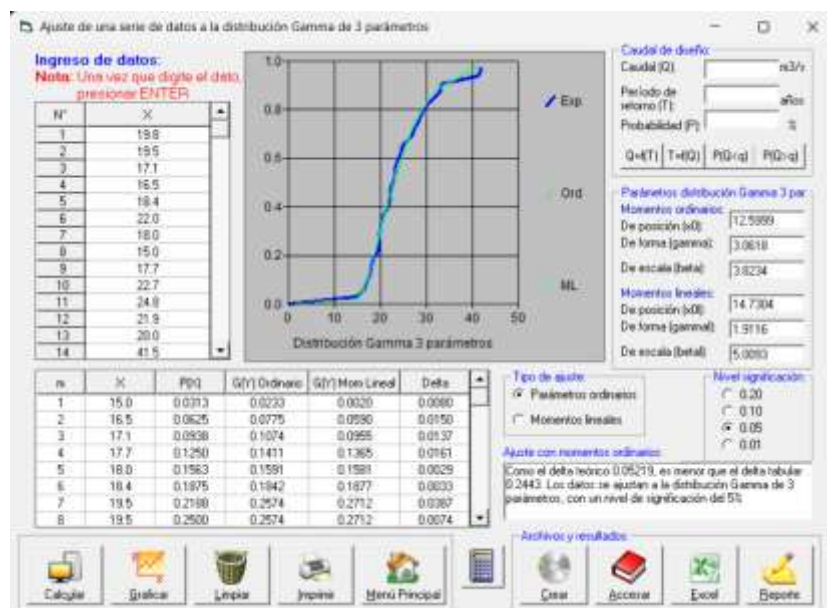 Ajuste de una serie de datos a la distribución Gamma de 3 parámetros
Ingreso de datos:
Nota: Una vez que digite el dato,
presionar ENTER
N° X
1 19.8
2 19.5
3 17.1
4 16.5
5 18.4
6 22.0
7 18.0
8 15.0
9 17.7
10 22.7
11 24.8
12 21.9
13 20.0
14 41.5
1.0
0.8
0.6
0.4
0.2
0.0
0 10 20 30 40 50
Distribución Gamma 3 parámetros
Exp
Ord
ML
Caudal de diseño:
Caudal (Q): m3/s
Período de
retorno (T): años
Probabilidad (P): %
Q=f(T) T=f(Q) P(Q<q) P(Q>q)
Parámetros distribución Gamma 3 par
Momentos ordinarios:
De posición (x0): 12.5999
De forma (gamma): 3.0618
De escala (beta): 3.8234
Momentos lineales:
De posición (x0l): 14.7304
De forma (gammal): 1.9116
De escala (betal): 5.0093
m X P(X) G(Y) Ordinario G(Y) Mom Lineal Delta
1 15.0 0.0313 0.0233 0.0020 0.0080
2 16.5 0.0625 0.0775 0.0590 0.0150
3 17.1 0.0938 0.1074 0.0955 0.0137
4 17.7 0.1250 0.1411 0.1365 0.0161
5 18.0 0.1563 0.1591 0.1581 0.0029
6 18.4 0.1875 0.1842 0.1877 0.0033
7 19.5 0.2188 0.2574 0.2712 0.0387
8 19.5 0.2500 0.2574 0.2712 0.0074
Tipo de ajuste:
Parámetros ordinarios
Momentos lineales
Nivel significación:
0.20
0.10
0.05
0.01
Ajuste con momentos ordinarios:
Como el delta teórico 0.05219, es menor que el delta tabular
0.2443. Los datos se ajustan a la distribución Gamma de 3
parámetros, con un nivel de significación del 5%
Archivos y resultados:
Calcular Graficar Limpiar Imprimir Menú Principal Crear Accesar Excel Reporte